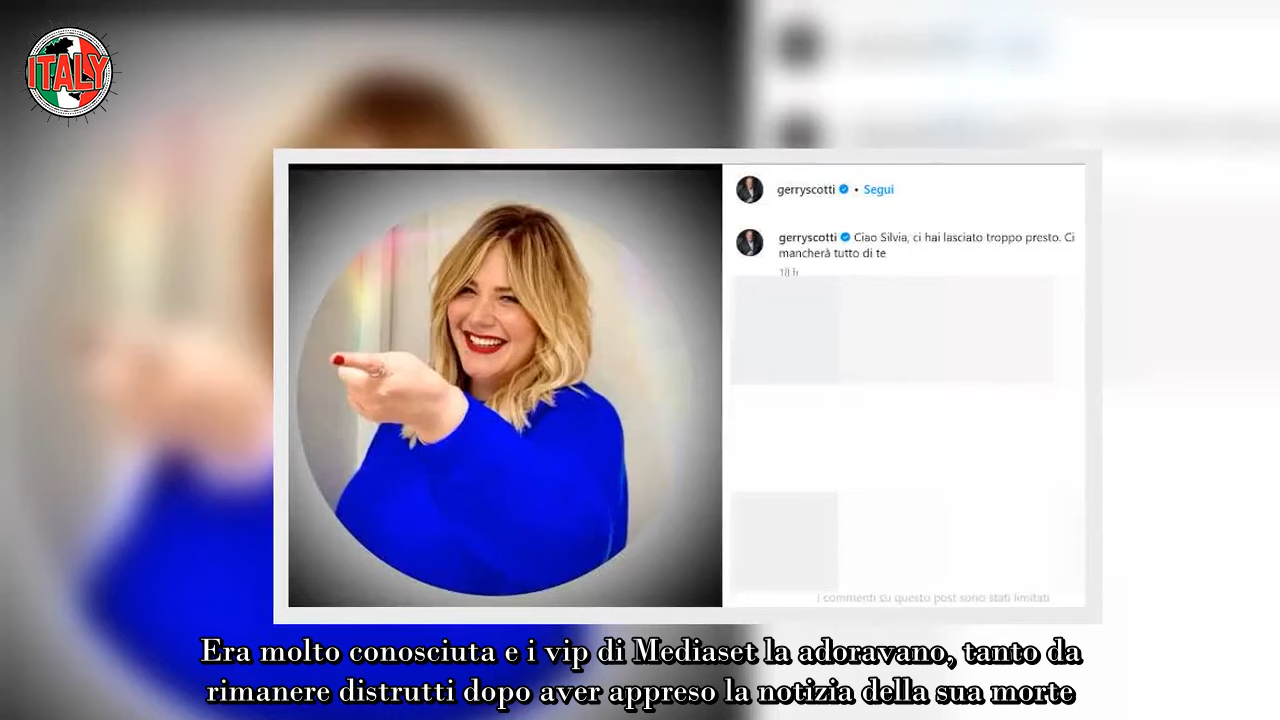 ITALY
gerryscotti • Segui
gerryscotti Ciao Silvia, ci hai lasciato troppo presto. Ci
mancherà tutto di te
18 h
I commenti su questo post sono stati limitati
Era molto conosciuta e i vip di Mediaset la adoravano, tanto da
rimanere distrutti dopo aver appreso la notizia della sua morte